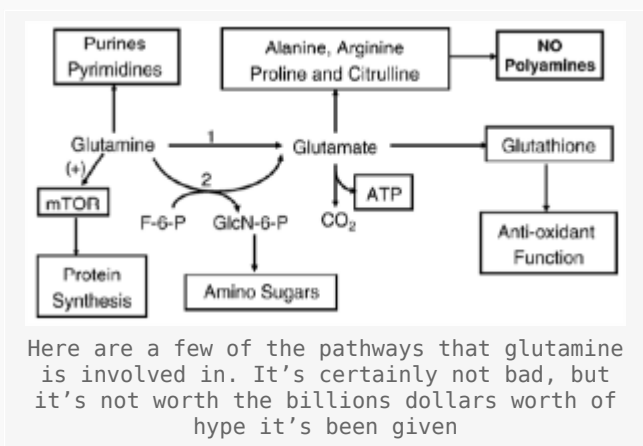 Purines
Pyrimidines
Alanine, Arginine
Proline and Citrulline
NO
Polyamines
Glutamine
1
Glutamate
Glutathione
(+)
2
mTOR
F-6-P
GlcN-6-P
ATP
CO₂
Anti-oxidant
Function
Protein
Synthesis
Amino Sugars
Here are a few of the pathways that glutamine
is involved in. It’s certainly not bad, but
it’s not worth the billions dollars worth of
hype it’s been given